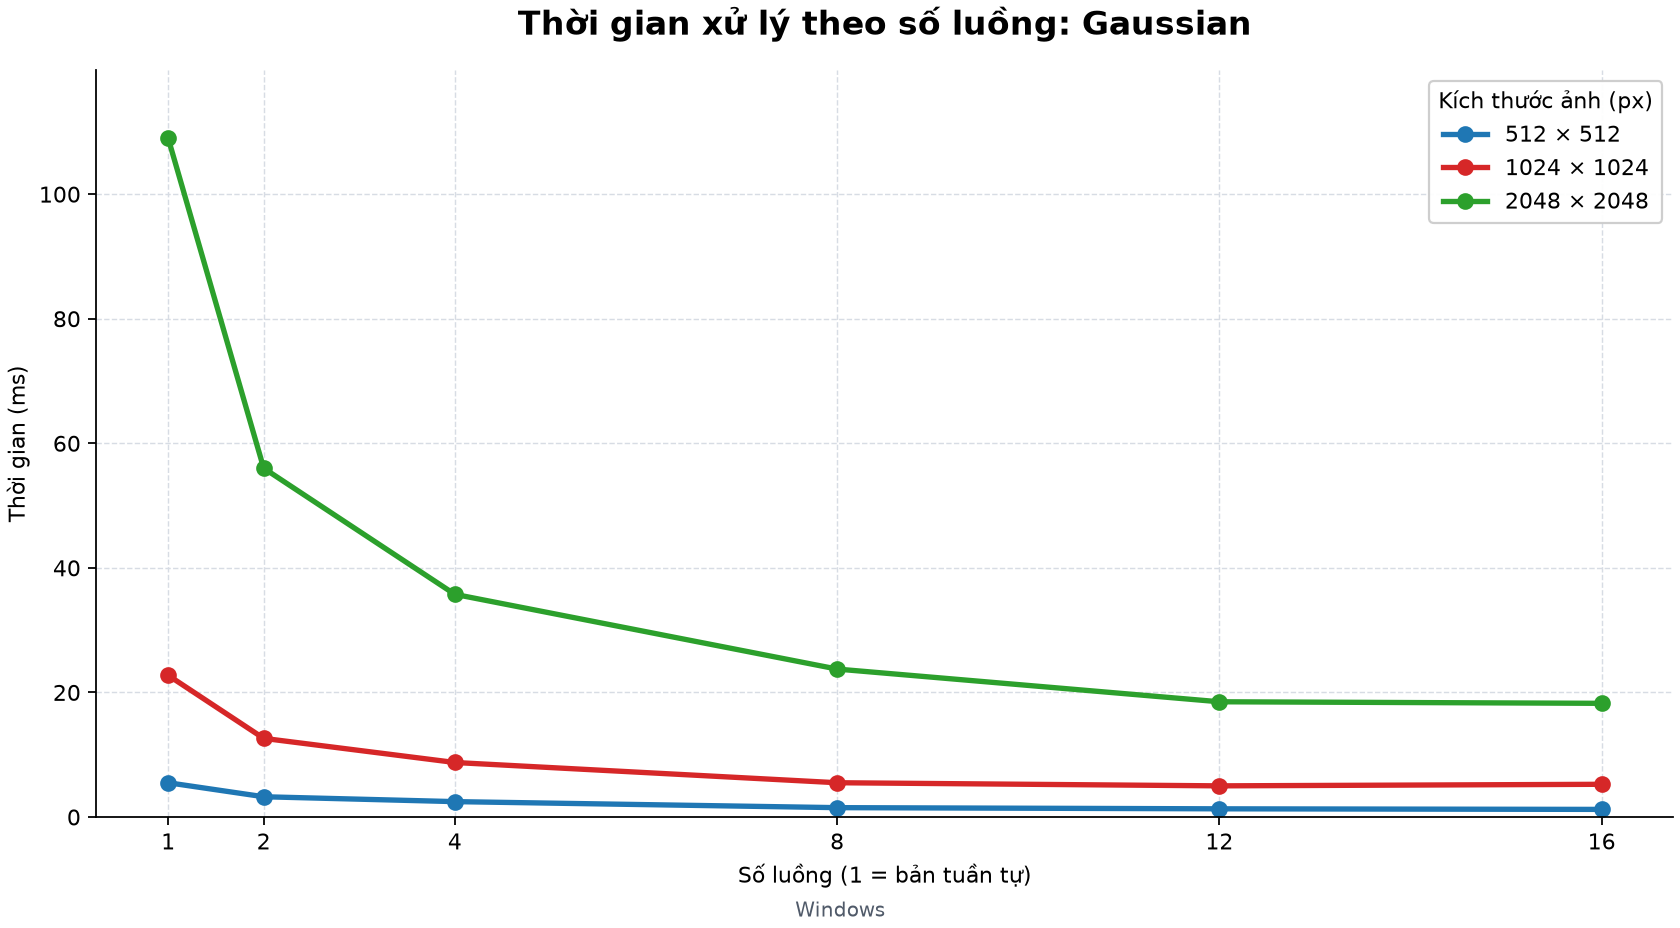 Thời gian xử lý theo số luồng: Gaussian
Kích thước ảnh (px)
512 × 512
1024 × 1024
2048 × 2048
Thời gian (ms)
100
80
60
40
20
0
1 2 4 8 12 16
Số luồng (1 = bản tuần tự)
Windows